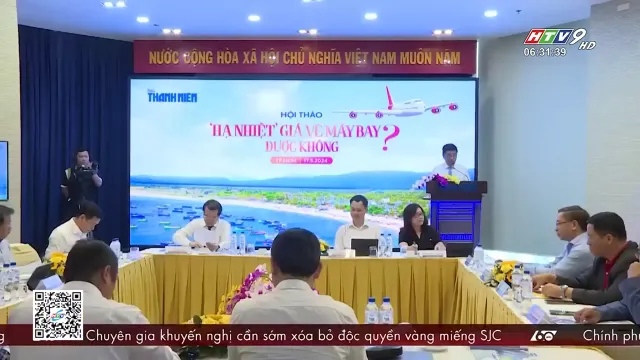 HTV9 HD
06:31:39
NƯỚC CỘNG HÒA XÃ HỘI CHỦ NGHĨA VIỆT NAM MUÔN NĂM
THANH NIÊN
HỘI THẢO
'HẠ NHIỆT' GIÁ VÉ MÁY BAY
ĐƯỢC KHÔNG ?
Chuyên gia khuyến nghị cần sớm xóa bỏ độc quyền vàng miếng SJC
Chính ph